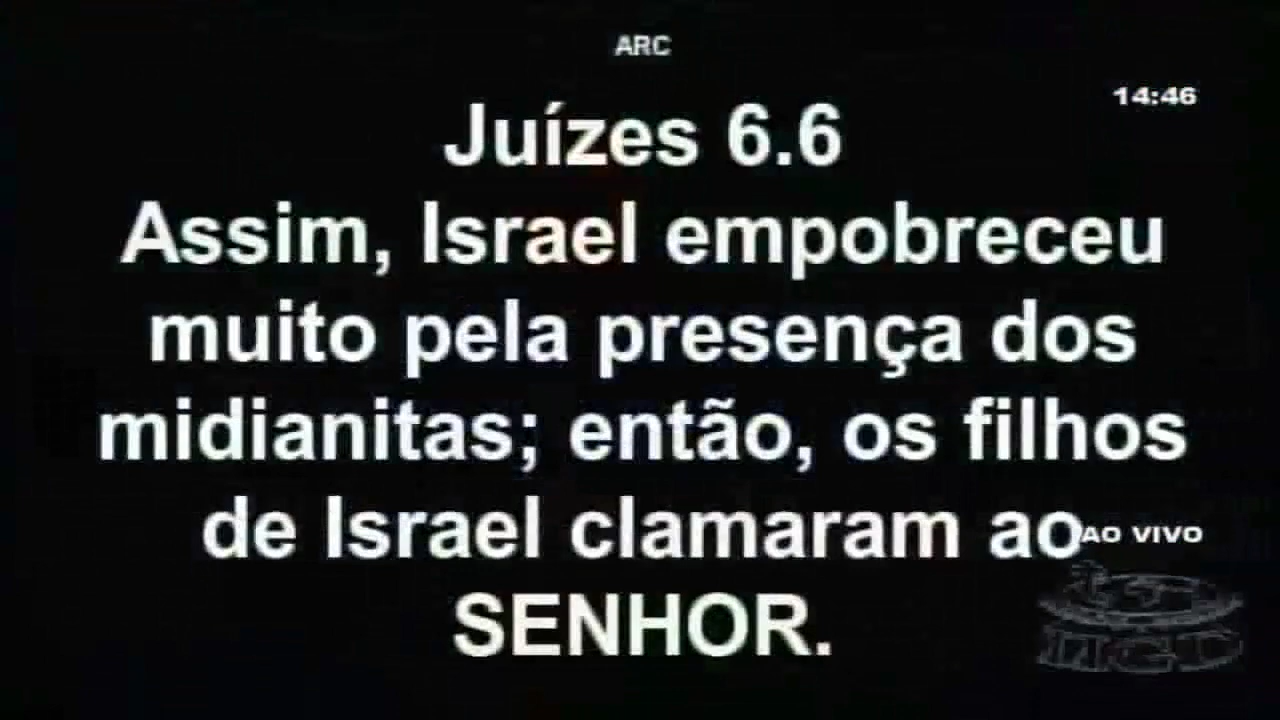 ARC
14:46
Juízes 6.6
Assim, Israel empobreceu
muito pela presença dos
midianitas; então, os filhos
de Israel clamaram ao
AO VIVO
SENHOR.